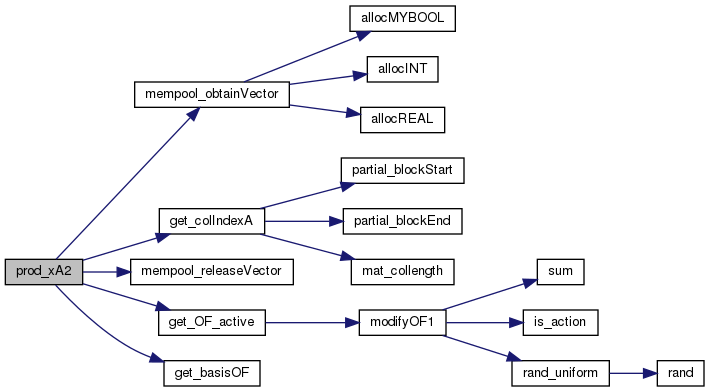 allocMYBOOL
allocINT
mempool_obtainVector
allocREAL
partial_blockStart
get_colIndexA
partial_blockEnd
prod_xA2
mempool_releaseVector
mat_collength
sum
get_OF_active
modifyOF1
is_action
get_basisOF
rand_uniform
rand